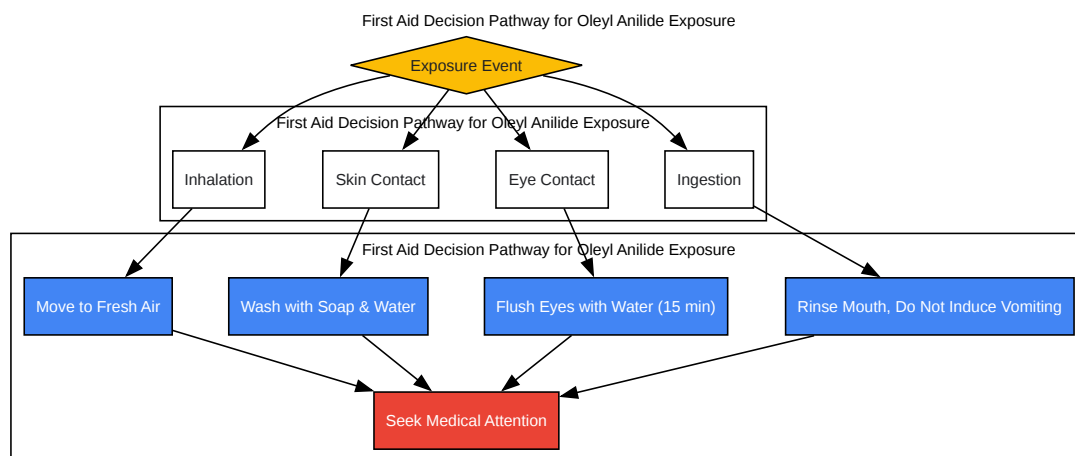 First Aid Decision Pathway for Oleyl Anilide Exposure
Exposure Event
First Aid Decision Pathway for Oleyl Anilide Exposure
Inhalation
Skin Contact
Eye Contact
Ingestion
First Aid Decision Pathway for Oleyl Anilide Exposure
Move to Fresh Air
Wash with Soap & Water
Flush Eyes with Water (15 min)
Rinse Mouth, Do Not Induce Vomiting
Seek Medical Attention